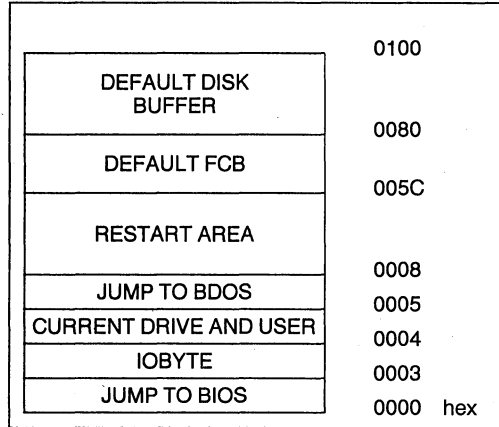 0100
DEFAULT DISK
BUFFER
0080
DEFAULT FCB
005C
RESTART AREA
0008
JUMP TO BDOS
0005
CURRENT DRIVE AND USER
0004
IOBYTE
0003
JUMP TO BIOS
0000 hex